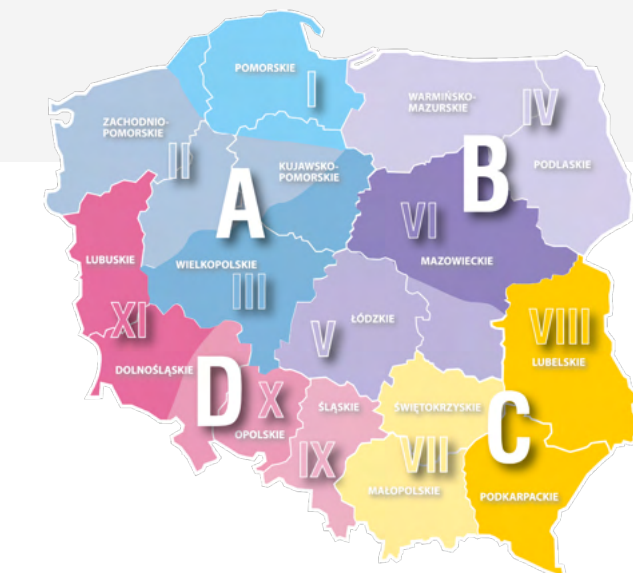 POMORSKIE
I
WARMIŃSKO-
MAZURSKIE
IV
ZACHODNIO-
POMORSKIE
II
KUJAWSKO-
POMORSKIE
B
PODLASKIE
A
VI
LUBUSKIE
WIELKOPOLSKIE
MAZOWIECKIE
III
XI
V
ŁÓDZKIE
VIII
LUBELSKIE
DOLNOŚLĄSKIE
D
X
ŚLĄSKIE
ŚWIĘTOKRZYSKIE
C
OPOLSKIE
IX
VII
MAŁOPOLSKIE
PODKARPACKIE